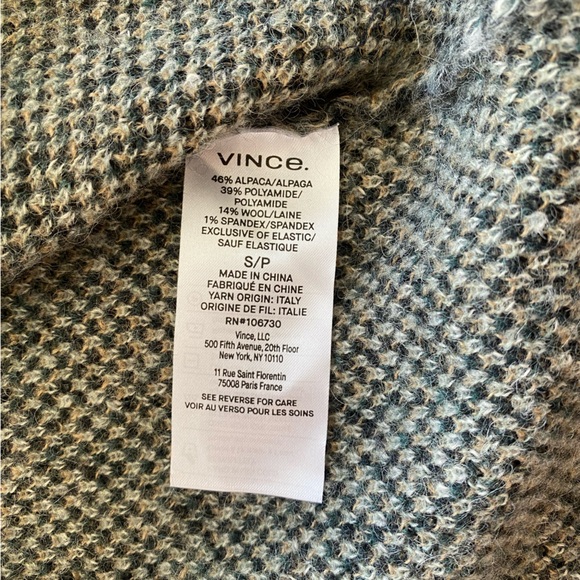 VINCE.
46% ALPACA/ALPAGA
39% POLYAMIDE/
POLYAMIDE
14% WOOL/LAINE
1% SPANDEX/SPANDEX
EXCLUSIVE OF ELASTIC/
SAUF ELASTIQUE
S/P
MADE IN CHINA
FABRIQUÉ EN CHINE
YARN ORIGIN: ITALY
ORIGINE DE FIL: ITALIE
RN#106730
Vince, LLC
500 Fifth Avenue, 20th Floor
New York, NY 10110
11 Rue Saint Florentin
75008 Paris France
SEE REVERSE FOR CARE
VOIR AU VERSO POUR LES SOINS